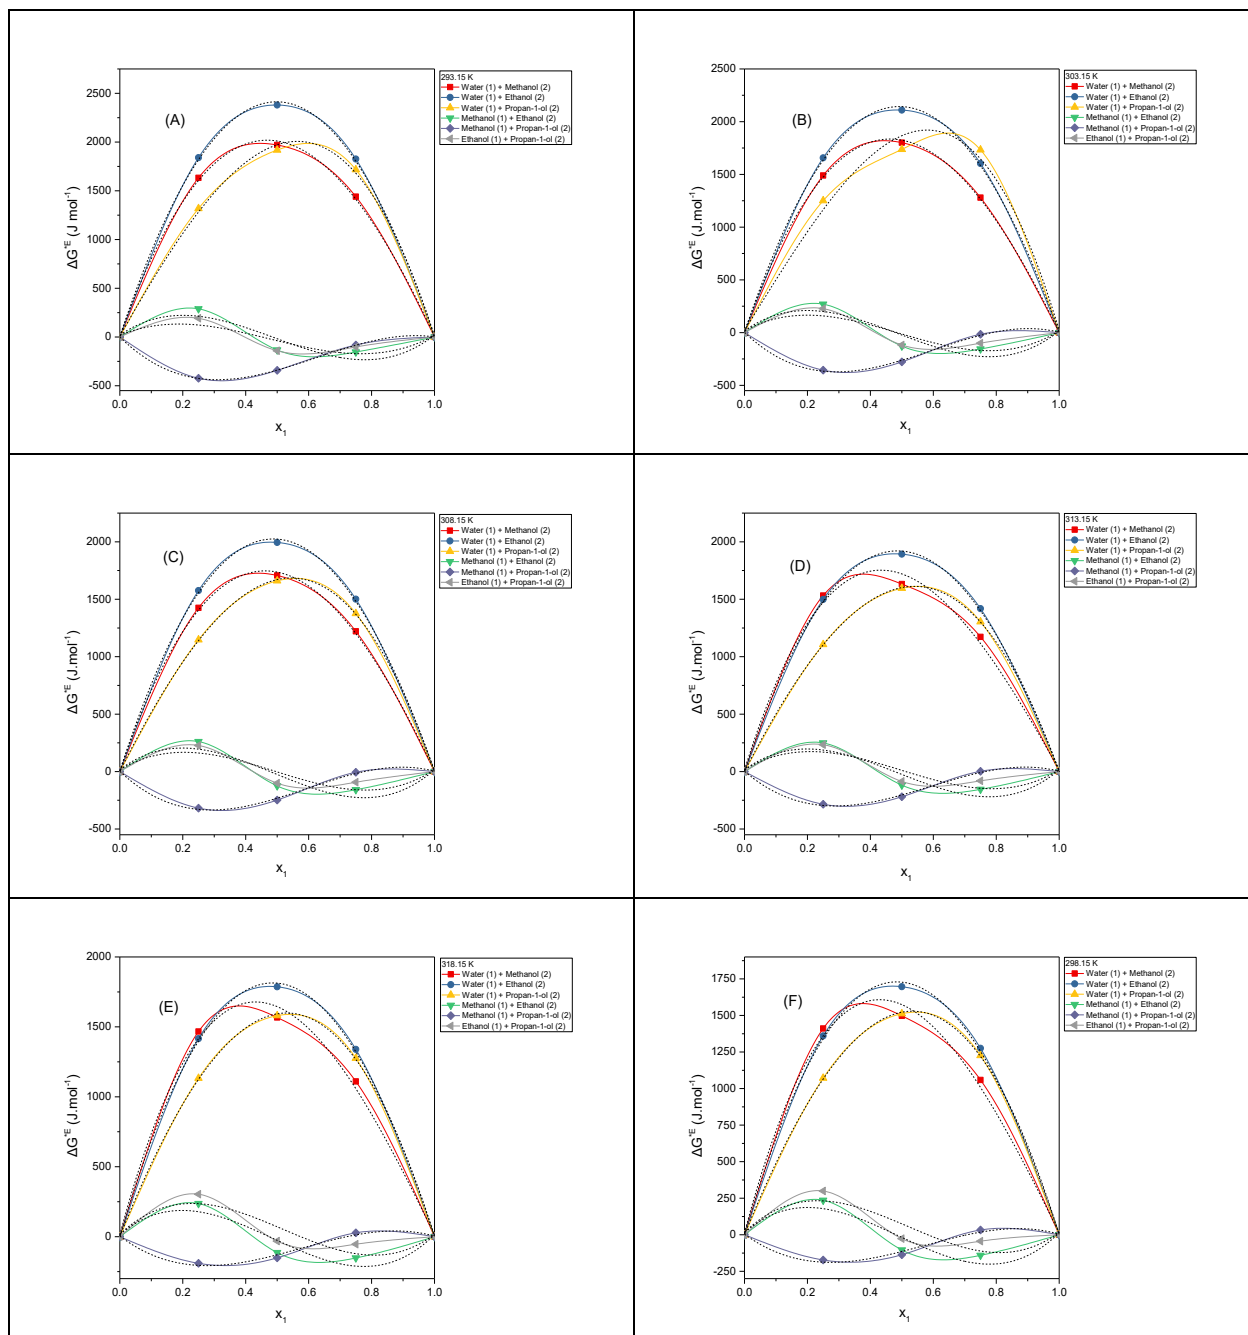 293.15 K
Water (1) + Methanol (2)
Water (1) + Ethanol (2)
Water (1) + Propan-1-ol (2)
Methanol (1) + Ethanol (2)
Methanol (1) + Propan-1-ol (2)
Ethanol (1) + Propan-1-ol (2)
(A)
2500
2000
1500
1000
500
0
-500
ΔG*E (J mol-1)
0.0 0.2 0.4 0.6 0.8 1.0
x1
303.15 K
Water (1) + Methanol (2)
Water (1) + Ethanol (2)
Water (1) + Propan-1-ol (2)
Methanol (1) + Ethanol (2)
Methanol (1) + Propan-1-ol (2)
Ethanol (1) + Propan-1-ol (2)
(B)
2500
2000
1500
1000
500
0
-500
ΔG*E (J.mol-1)
0.0 0.2 0.4 0.6 0.8 1.0
x1
308.15 K
Water (1) + Methanol (2)
Water (1) + Ethanol (2)
Water (1) + Propan-1-ol (2)
Methanol (1) + Ethanol (2)
Methanol (1) + Propan-1-ol (2)
Ethanol (1) + Propan-1-ol (2)
(C)
2000
1500
1000
500
0
-500
ΔG*E (J.mol-1)
0.0 0.2 0.4 0.6 0.8 1.0
x1
313.15 K
Water (1) + Methanol (2)
Water (1) + Ethanol (2)
Water (1) + Propan-1-ol (2)
Methanol (1) + Ethanol (2)
Methanol (1) + Propan-1-ol (2)
Ethanol (1) + Propan-1-ol (2)
(D)
2000
1500
1000
500
0
-500
ΔG*E (J.mol-1)
0.0 0.2 0.4 0.6 0.8 1.0
x1
318.15 K
Water (1) + Methanol (2)
Water (1) + Ethanol (2)
Water (1) + Propan-1-ol (2)
Methanol (1) + Ethanol (2)
Methanol (1) + Propan-1-ol (2)
Ethanol (1) + Propan-1-ol (2)
(E)
2000
1500
1000
500
0
ΔG*E (J.mol-1)
0.0 0.2 0.4 0.6 0.8 1.0
x1
298.15 K
Water (1) + Methanol (2)
Water (1) + Ethanol (2)
Water (1) + Propan-1-ol (2)
Methanol (1) + Ethanol (2)
Methanol (1) + Propan-1-ol (2)
Ethanol (1) + Propan-1-ol (2)
(F)
1750
1500
1250
1000
750
500
250
0
-250
ΔG*E (J.mol-1)
0.0 0.2 0.4 0.6 0.8 1.0
x1